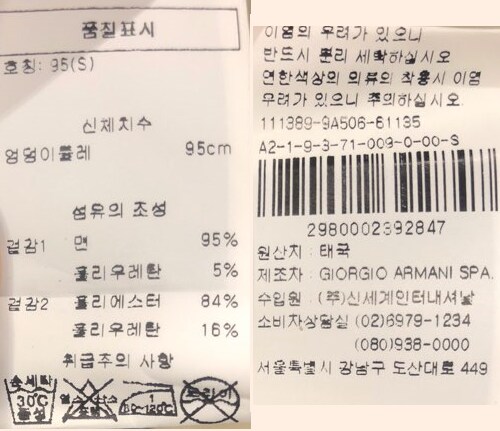 품질표시
호칭: 95(S)
신체치수
엉덩이둘레 95cm
섬유의 조성
겉감1 면 95%
폴리우레탄 5%
겉감2 폴리에스터 84%
폴리우레탄 16%
취급주의 사항
손세탁
30℃
중성
드라이
이염의 우려가 있으니
반드시 분리 세탁하십시오
연한색상의 의류의 착용시 이염
우려가 있으니 주의하십시오.
111389-9A506-61135
A2-1-9-3-71-009-0-00-S
2980002392847
원산지 : 태국
제조자 : GIORGIO ARMANI SPA.
수입원 : (주)신세계인터내셔날
소비자상담실 (02)6979-1234
(080)938-0000
서울특별시 강남구 도산대로 449